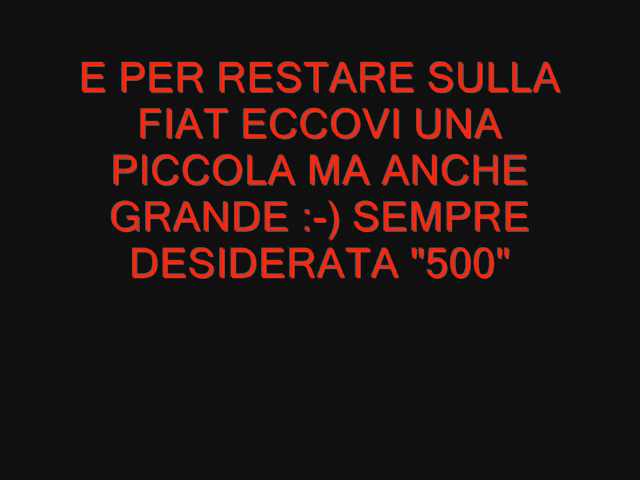 E PER RESTARE SULLA
FIAT ECCOVI UNA
PICCOLA MA ANCHE
GRANDE :-) SEMPRE
DESIDERATA "500"